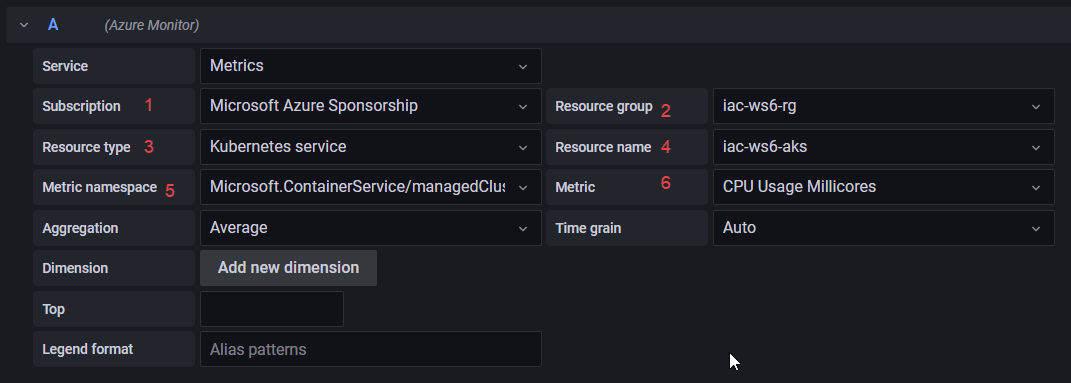 A (Azure Monitor)
Service Metrics
Subscription 1 Microsoft Azure Sponsorship Resource group 2 iac-ws6-rg
Resource type 3 Kubernetes service Resource name 4 iac-ws6-aks
Metric namespace 5 Microsoft.ContainerService/managedClus Metric 6 CPU Usage Millicores
Aggregation Average Time grain Auto
Dimension Add new dimension
Top
Legend format Alias patterns